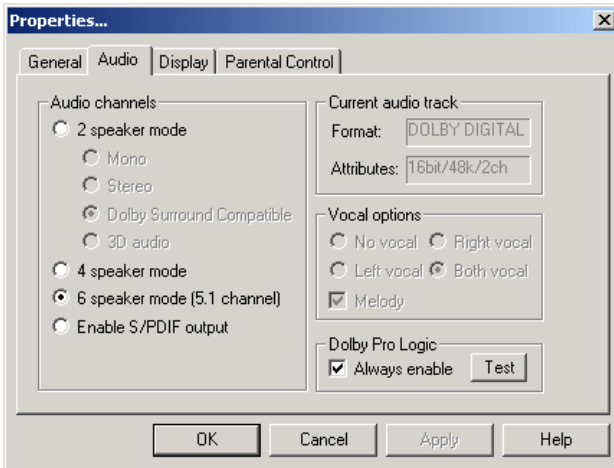 Properties...
General Audio Display Parental Control
Audio channels
2 speaker mode
Mono
Stereo
Dolby Surround Compatible
3D audio
4 speaker mode
6 speaker mode (5.1 channel)
Enable S/PDIF output
Current audio track
Format: DOLBY DIGITAL
Attributes: 16bit/48k/2ch
Vocal options
No vocal Right vocal
Left vocal Both vocal
Melody
Dolby Pro Logic
Always enable Test
OK Cancel Apply Help